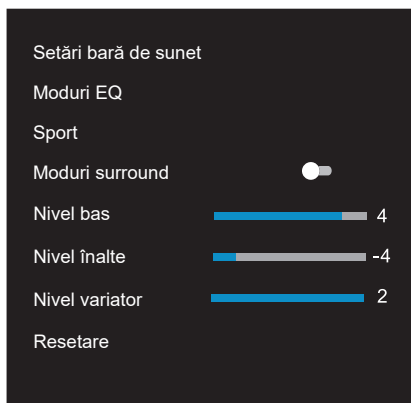 Setări bară de sunet
Moduri EQ
Sport
Moduri surround
Nivel bas 4
Nivel înalte -4
Nivel variator 2
Resetare